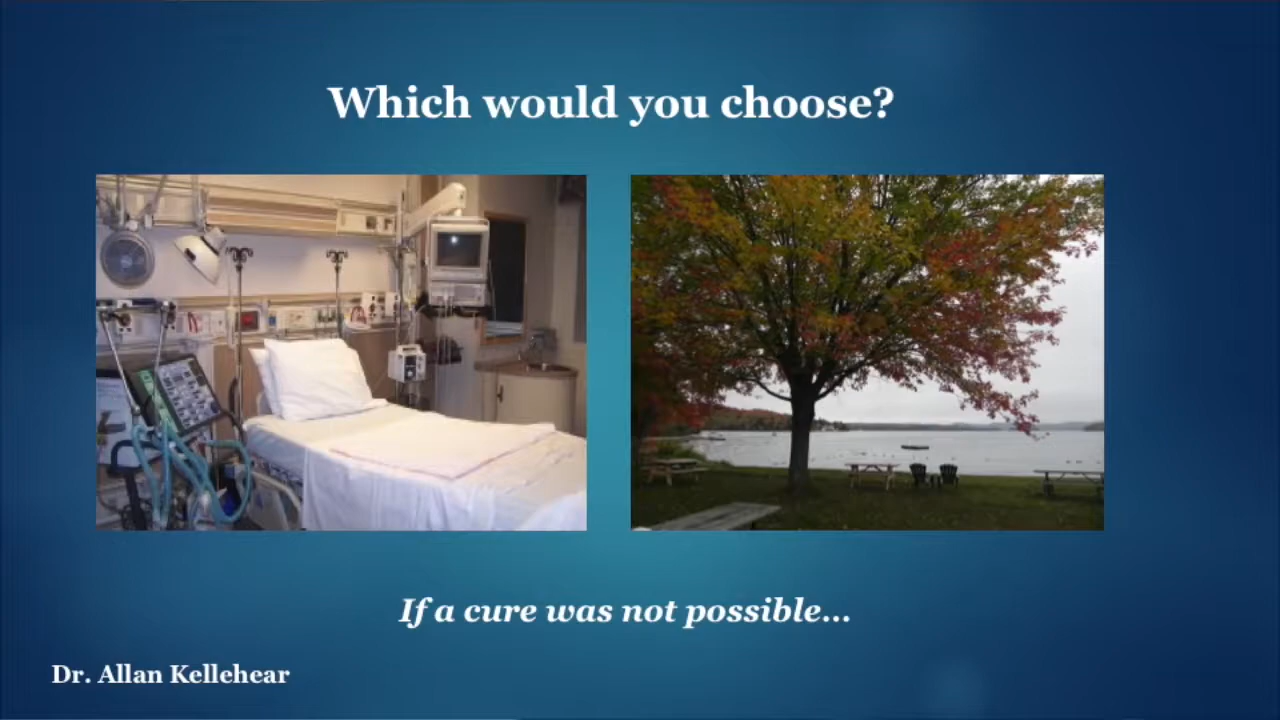 Which would you choose?
If a cure was not possible...
Dr. Allan Kellehear